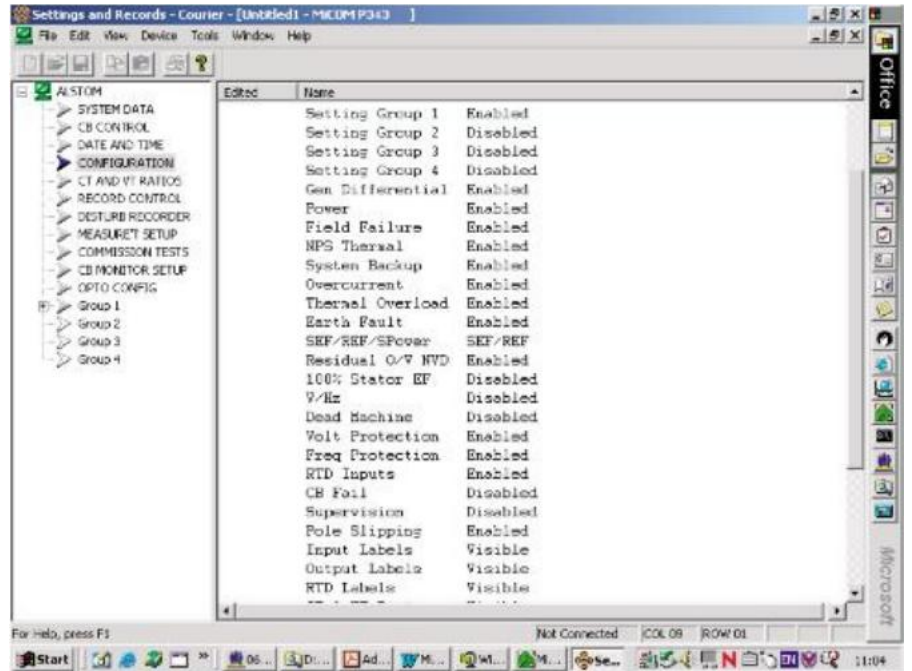 Settings and Records - Courier - [Untitled1 - MiCOM P343 ]
File Edit View Device Tools Window Help
Office
ALSTOM
SYSTEM DATA
CB CONTROL
DATE AND TIME
CONFIGURATION
CT AND VT RATIOS
RECORD CONTROL
DISTURB RECORDER
MEASURE'T SETUP
COMMISSION TESTS
CB MONITOR SETUP
OPTO CONFIG
Group 1
Group 2
Group 3
Group 4
Edited Name
Setting Group 1 Enabled
Setting Group 2 Disabled
Setting Group 3 Disabled
Setting Group 4 Disabled
Gen Differential Enabled
Power Enabled
Field Failure Enabled
NPS Thermal Enabled
System Backup Enabled
Overcurrent Enabled
Thermal Overload Enabled
Earth Fault Enabled
SEF/REF/SPower SEF/REF
Residual O/V NVD Enabled
100% Stator EF Disabled
V/Hz Disabled
Dead Machine Disabled
Volt Protection Enabled
Freq Protection Enabled
RTD Inputs Enabled
CB Fail Disabled
Supervision Disabled
Pole Slipping Enabled
Input Labels Visible
Output Labels Visible
RTD Labels Visible
Microsoft
For Help, press F1 Not Connected COL 09 ROW 01
Start 06... D:... Ad... M... Wi... M... Se... EN 11:04